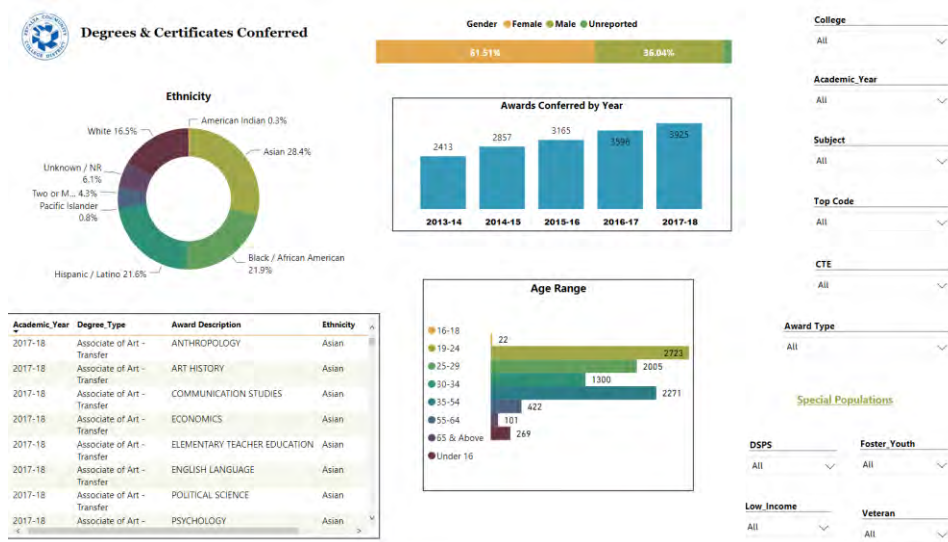 Degrees & Certificates Conferred
Gender Female Male Unreported
61.51% 36.04%
College
All
Academic_Year
All
Subject
All
Top Code
All
CTE
All
Award Type
All
Special Populations
DSPS
All
Foster_Youth
All
Low_Income
All
Veteran
All
Ethnicity
American Indian 0.3%
White 16.5%
Asian 28.4%
Unknown / NR
6.1%
Two or M... 4.3%
Pacific Islander
0.8%
Hispanic / Latino 21.6%
Black / African American
21.9%
Awards Conferred by Year
2413 2857 3165 3596 3925
2013-14 2014-15 2015-16 2016-17 2017-18
Age Range
16-18
19-24
25-29
30-34
35-54
55-64
65 & Above
Under 16
22
2723
2005
1300
2271
422
101
269
Academic_Year Degree_Type Award Description Ethnicity
2017-18 Associate of Art - ANTHROPOLOGY Asian
Transfer
2017-18 Associate of Art - ART HISTORY Asian
Transfer
2017-18 Associate of Art - COMMUNICATION STUDIES Asian
Transfer
2017-18 Associate of Art - ECONOMICS Asian
Transfer
2017-18 Associate of Art - ELEMENTARY TEACHER EDUCATION Asian
Transfer
2017-18 Associate of Art - ENGLISH LANGUAGE Asian
Transfer
2017-18 Associate of Art - POLITICAL SCIENCE Asian
Transfer
2017-18 Associate of Art - PSYCHOLOGY Asian